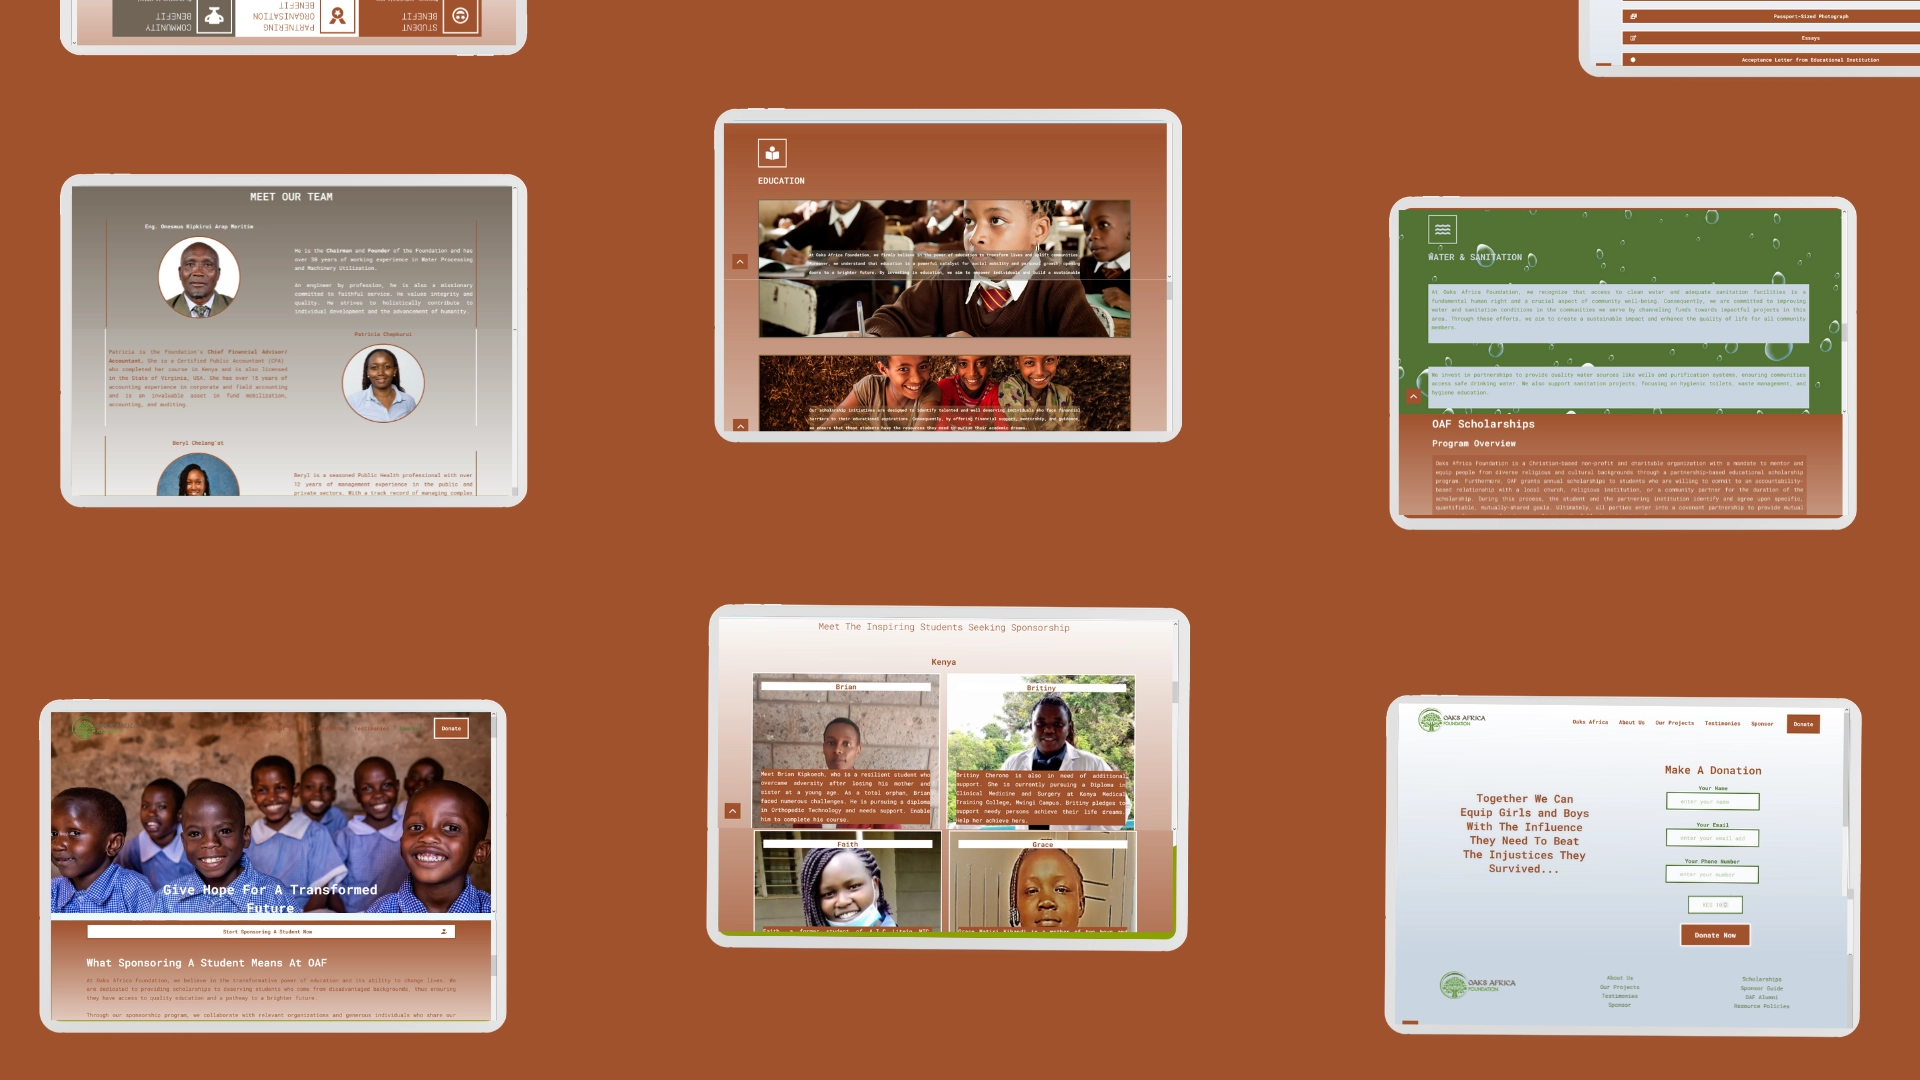 COMMUNITY
BENEFIT
PARTNERING
ORGANISATION
BENEFIT
STUDENT
BENEFIT
Passport-Sized Photograph
Essays
Acceptance Letter from Educational Institution
MEET OUR TEAM
Eng. Onesmus Kipkirui Arap Maritim
He is the Chairman and Founder of the Foundation and has
over 30 years of working experience in Water Processing
and Machinery Utilization.
An engineer by profession, he is also a missionary
committed to faithful service. He values integrity and
quality. He strives to holistically contribute to
individual development and the advancement of humanity.
Patricia Chepkurui
Patricia is the Foundation's Chief Financial Advisor/
Accountant. She is a Certified Public Accountant (CPA)
who completed her course in Kenya and is also licensed
in the State of Virginia, USA. She has over 15 years of
accounting experience in corporate and field accounting
and is an invaluable asset in fund mobilization,
accounting, and auditing.
Beryl Chelang'at
Beryl is a seasoned Public Health professional with over
12 years of management experience in the public and
private sectors. With a track record of managing complex
EDUCATION
At Oaks Africa Foundation, we firmly believe in the power of education to transform lives and uplift communities.
Moreover, we understand that education is a powerful catalyst for social mobility and personal growth, opening
doors to a brighter future. By investing in education, we aim to empower individuals and build a sustainable
Our scholarship initiatives are designed to identify talented and well deserving individuals who face financial
barriers to their educational aspirations. Consequently, by offering financial support, mentorship, and guidance,
we ensure that these students have the resources they need to pursue their academic dreams.
WATER & SANITATION
At Oaks Africa Foundation, we recognize that access to clean water and adequate sanitation facilities is a
fundamental human right and a crucial aspect of community well-being. Consequently, we are committed to improving
water and sanitation conditions in the communities we serve by channeling funds towards impactful projects in this
area. Through these efforts, we aim to create a sustainable impact and enhance the quality of life for all community
members.
We invest in partnerships to provide quality water sources like wells and purification systems, ensuring communities
access safe drinking water. We also support sanitation projects, focusing on hygienic toilets, waste management, and
hygiene education.
OAF Scholarships
Program Overview
Oaks Africa Foundation is a Christian-based non-profit and charitable organization with a mandate to mentor and
equip people from diverse religious and cultural backgrounds through a partnership-based educational scholarship
program. Furthermore, OAF grants annual scholarships to students who are willing to commit to an accountability-
based relationship with a local church, religious institution, or a community partner for the duration of the
scholarship. During this process, the student and the partnering institution identify and agree upon specific,
quantifiable, mutually-shared goals. Ultimately, all parties enter into a covenant partnership to provide mutual
Testimonies
Donate
Give Hope For A Transformed
Future
Start Sponsoring A Student Now
What Sponsoring A Student Means At OAF
At Oaks Africa Foundation, we believe in the transformative power of education and its ability to change lives. We
are dedicated to providing scholarships to deserving students who come from disadvantaged backgrounds, thus ensuring
they have access to quality education and a pathway to a brighter future.
Through our sponsorship program, we collaborate with relevant organizations and generous individuals who share our
Meet The Inspiring Students Seeking Sponsorship
Kenya
Brian
Meet Brian Kipkoech, who is a resilient student who
overcame adversity after losing his mother and
sister at a young age. As a total orphan, Brian
faced numerous challenges. He is pursuing a diploma
in Orthopedic Technology and needs support. Enable
him to complete his course.
Britiny
Britiny Cherono is also in need of additional
support. She is currently pursuing a Diploma in
Clinical Medicine and Surgery at Kenya Medical
Training College, Mwingi Campus. Britiny pledges to
support needy persons achieve their life dreams.
Help her achieve hers.
Faith
Grace
Faith, a former student of A.I.C Litein
OAKS AFRICA
FOUNDATION
Oaks Africa
About Us
Our Projects
Testimonies
Sponsor
Donate
Together We Can
Equip Girls and Boys
With The Influence
They Need To Beat
The Injustices They
Survived...
Make A Donation
Your Name
enter your name
Your Email
enter your email add
Your Phone Number
enter your number
KES
Donate Now
OAKS AFRICA
FOUNDATION
About Us
Our Projects
Testimonies
Sponsor
Scholarships
Sponsor Guide
OAF Alumni
Resource Policies